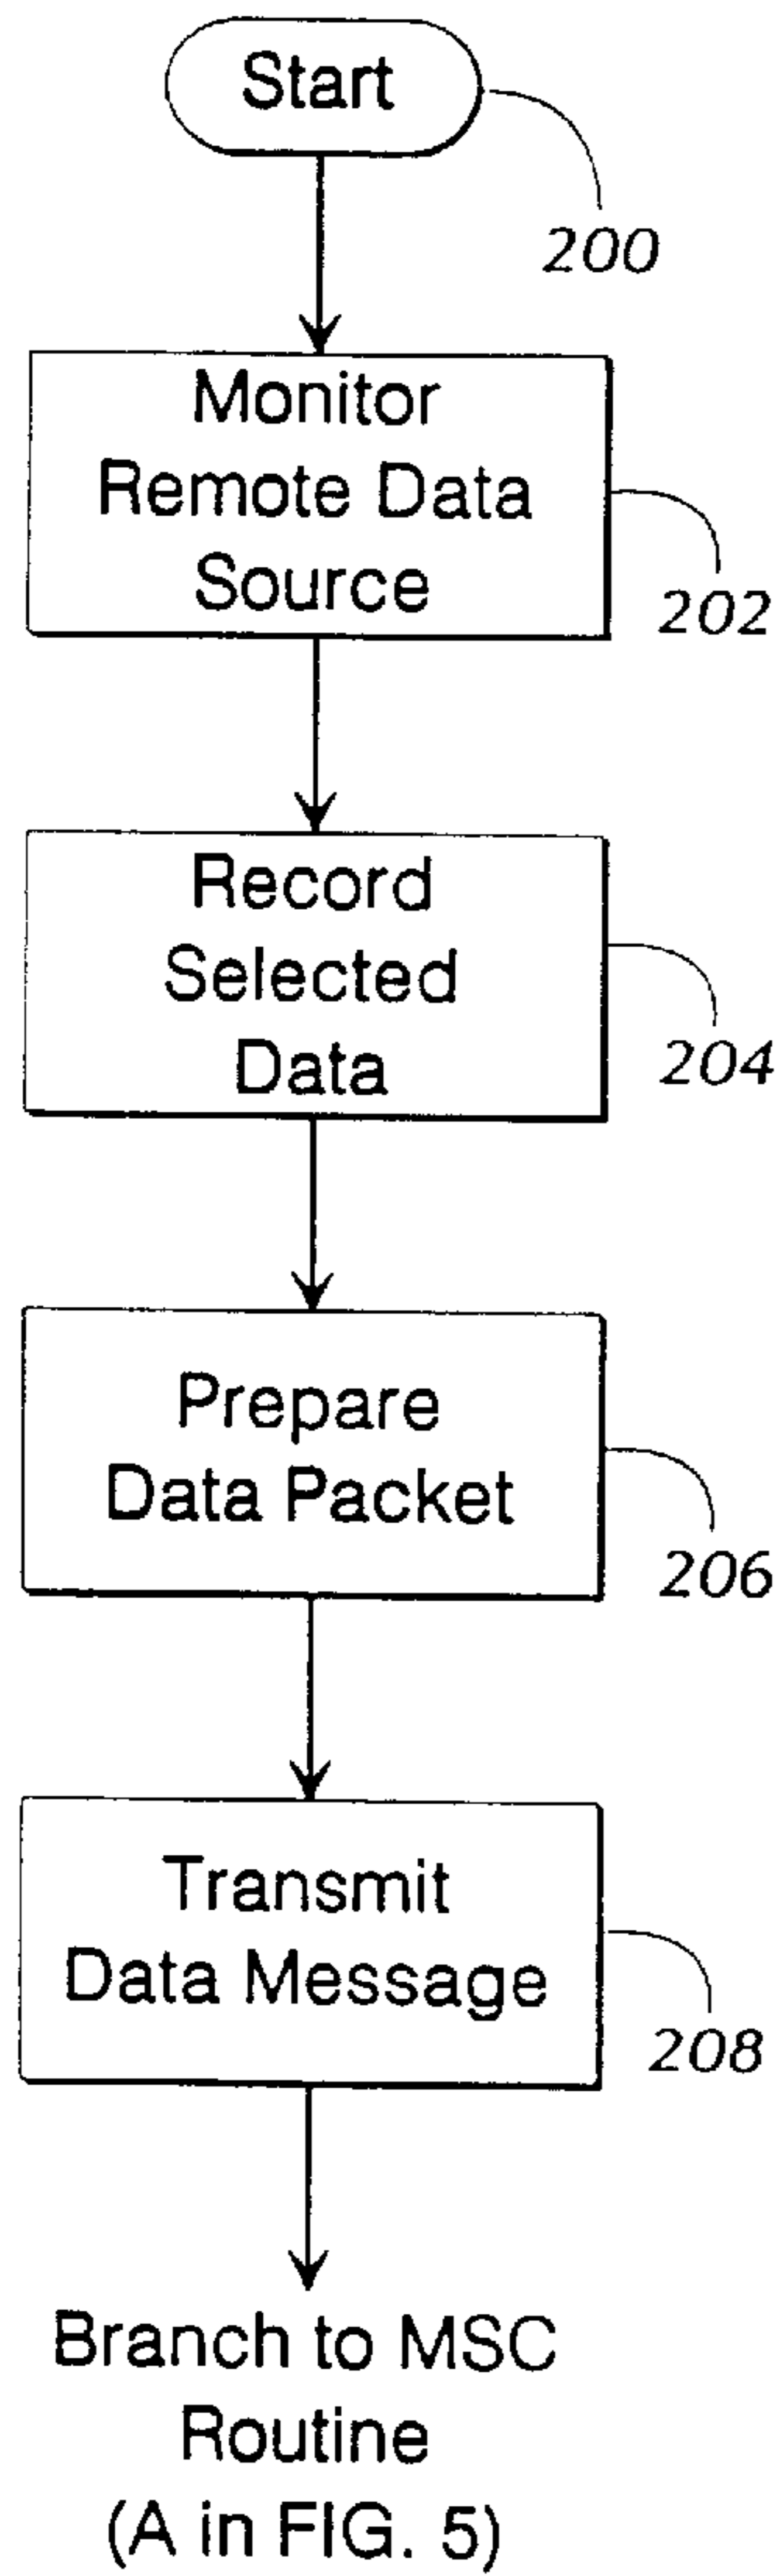 Start
200
Monitor
Remote Data
Source
202
Record
Selected
Data
204
Prepare
Data Packet
206
Transmit
Data Message
208
Branch to MSC
Routine
(A in FIG. 5)